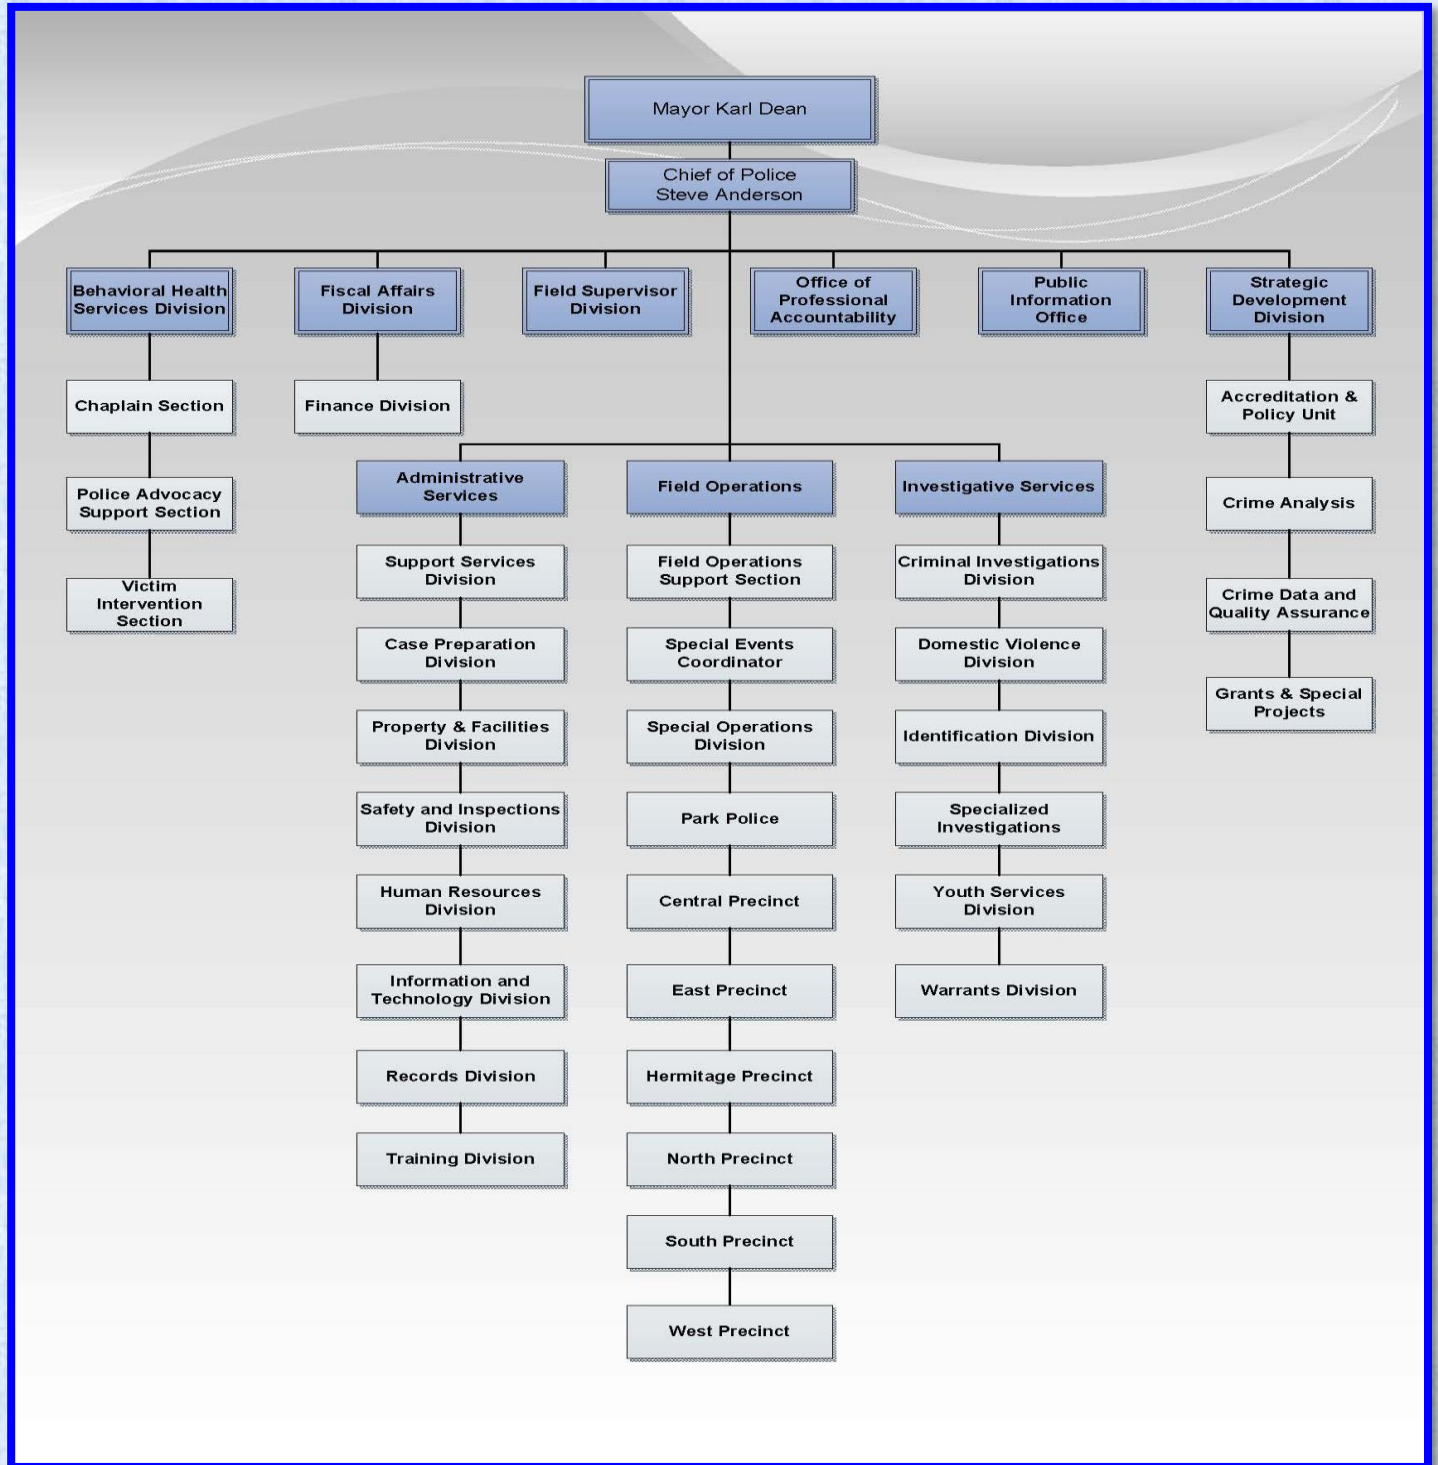 Mayor Karl Dean
Chief of Police
Steve Anderson
Behavioral Health
Services Division
Fiscal Affairs
Division
Field Supervisor
Division
Office of
Professional
Accountability
Public
Information
Office
Strategic
Development
Division
Chaplain Section
Police Advocacy
Support Section
Victim
Intervention
Section
Finance Division
Administrative
Services
Support Services
Division
Case Preparation
Division
Property & Facilities
Division
Safety and Inspections
Division
Human Resources
Division
Information and
Technology Division
Records Division
Training Division
Field Operations
Field Operations
Support Section
Special Events
Coordinator
Special Operations
Division
Park Police
Central Precinct
East Precinct
Hermitage Precinct
North Precinct
South Precinct
West Precinct
Investigative Services
Criminal Investigations
Division
Domestic Violence
Division
Identification Division
Specialized
Investigations
Youth Services
Division
Warrants Division
Accreditation &
Policy Unit
Crime Analysis
Crime Data and
Quality Assurance
Grants & Special
Projects